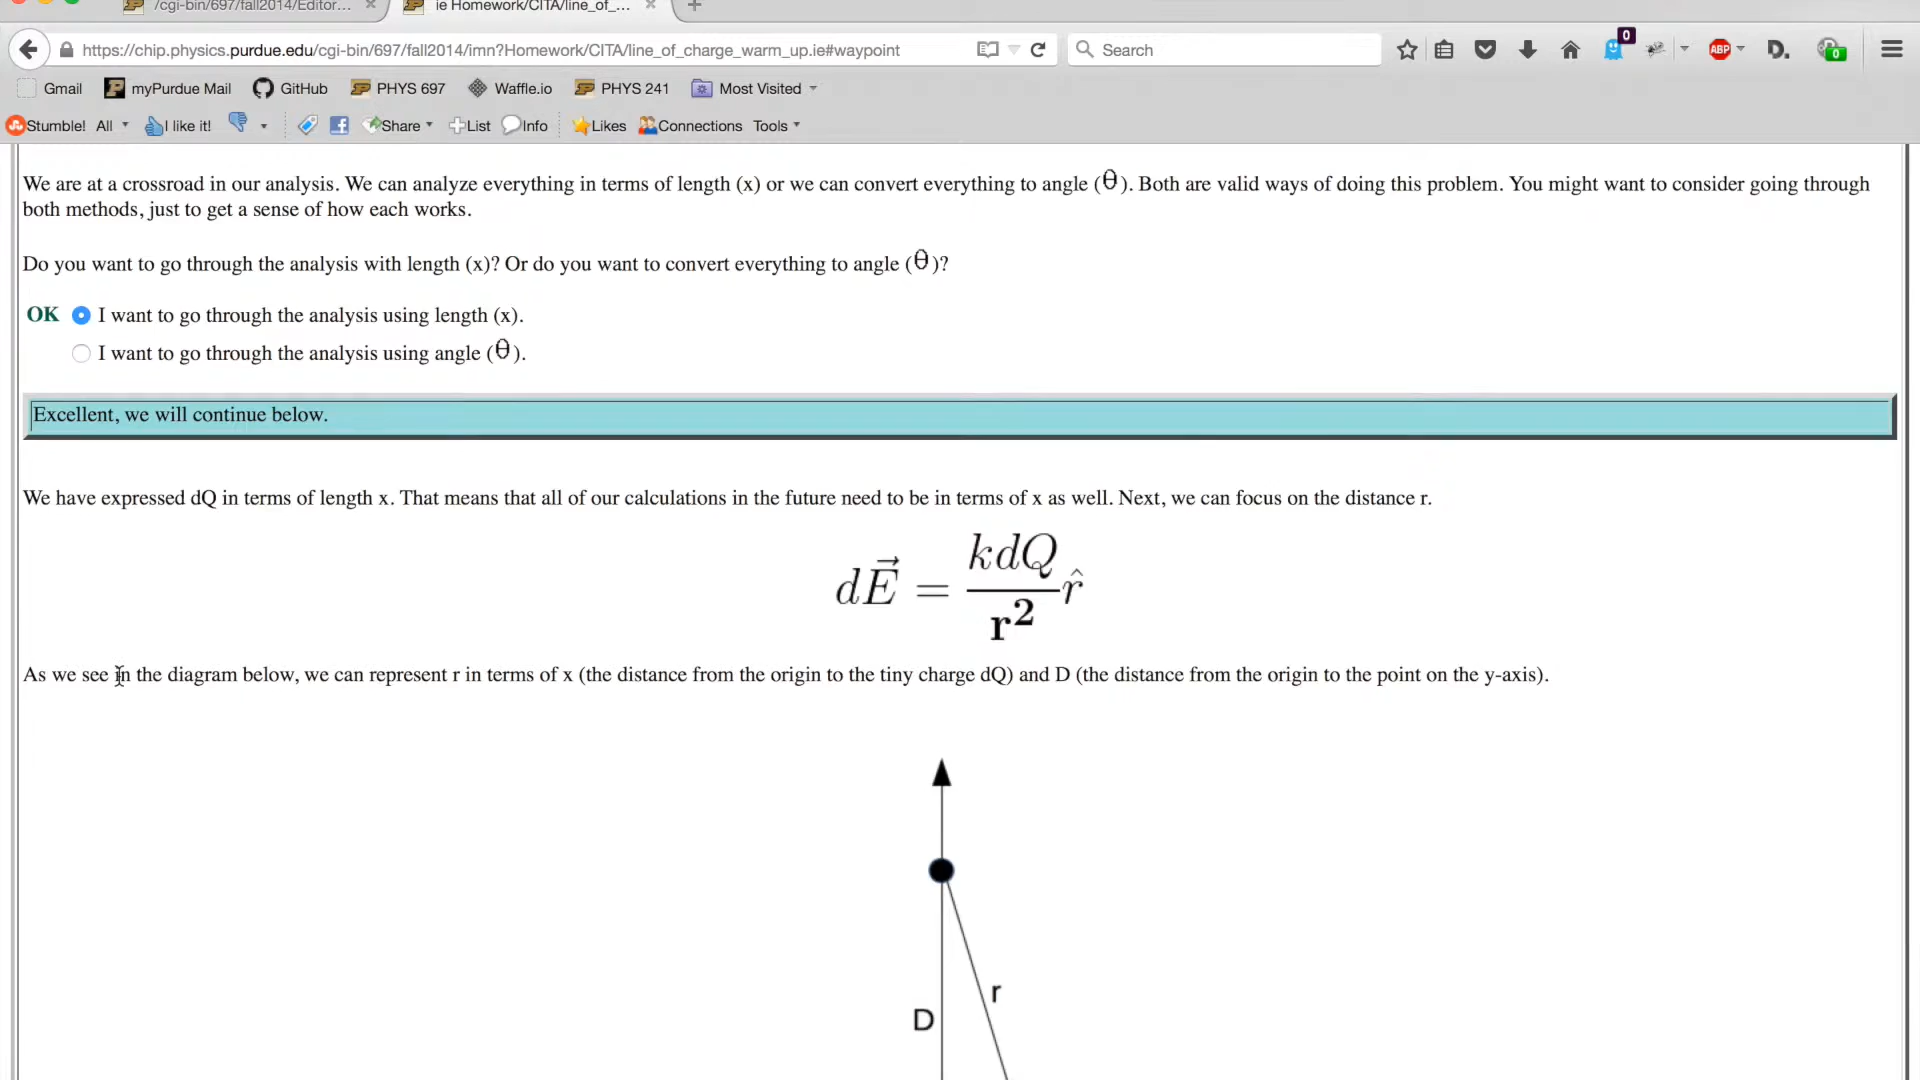 /cgi-bin/697/fall2014/Editor...
ie Homework/CITA/line_of_...
https://chip.physics.purdue.edu/cgi-bin/697/fall2014/imn?Homework/CITA/line_of_charge_warm_up.ie#waypoint
Search
0
ABP
D.
0
Gmail
myPurdue Mail
GitHub
PHYS 697
Waffle.io
PHYS 241
Most Visited
Stumble!
All
I like it!
Share
List
Info
Likes
Connections
Tools
We are at a crossroad in our analysis. We can analyze everything in terms of length (x) or we can convert everything to angle (θ). Both are valid ways of doing this problem. You might want to consider going through
both methods, just to get a sense of how each works.
Do you want to go through the analysis with length (x)? Or do you want to convert everything to angle (θ)?
OK I want to go through the analysis using length (x).
I want to go through the analysis using angle (θ).
Excellent, we will continue below.
We have expressed dQ in terms of length x. That means that all of our calculations in the future need to be in terms of x as well. Next, we can focus on the distance r.
dE⃗ = kdQ/r² r̂
As we see in the diagram below, we can represent r in terms of x (the distance from the origin to the tiny charge dQ) and D (the distance from the origin to the point on the y-axis).
r
D